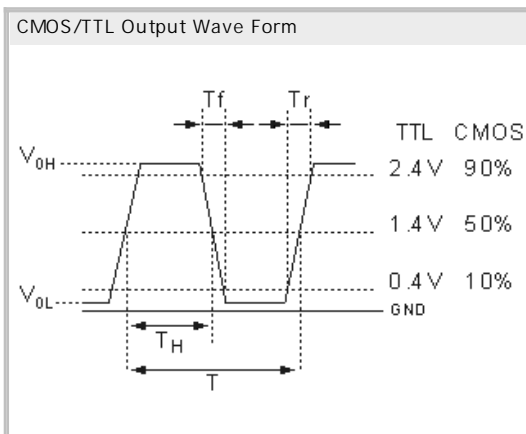 CMOS/TTL Output Wave Form
Tf Tr
TTL CMOS
V0H 2.4V 90%
1.4V 50%
0.4V 10%
V0L
GND
TH
T